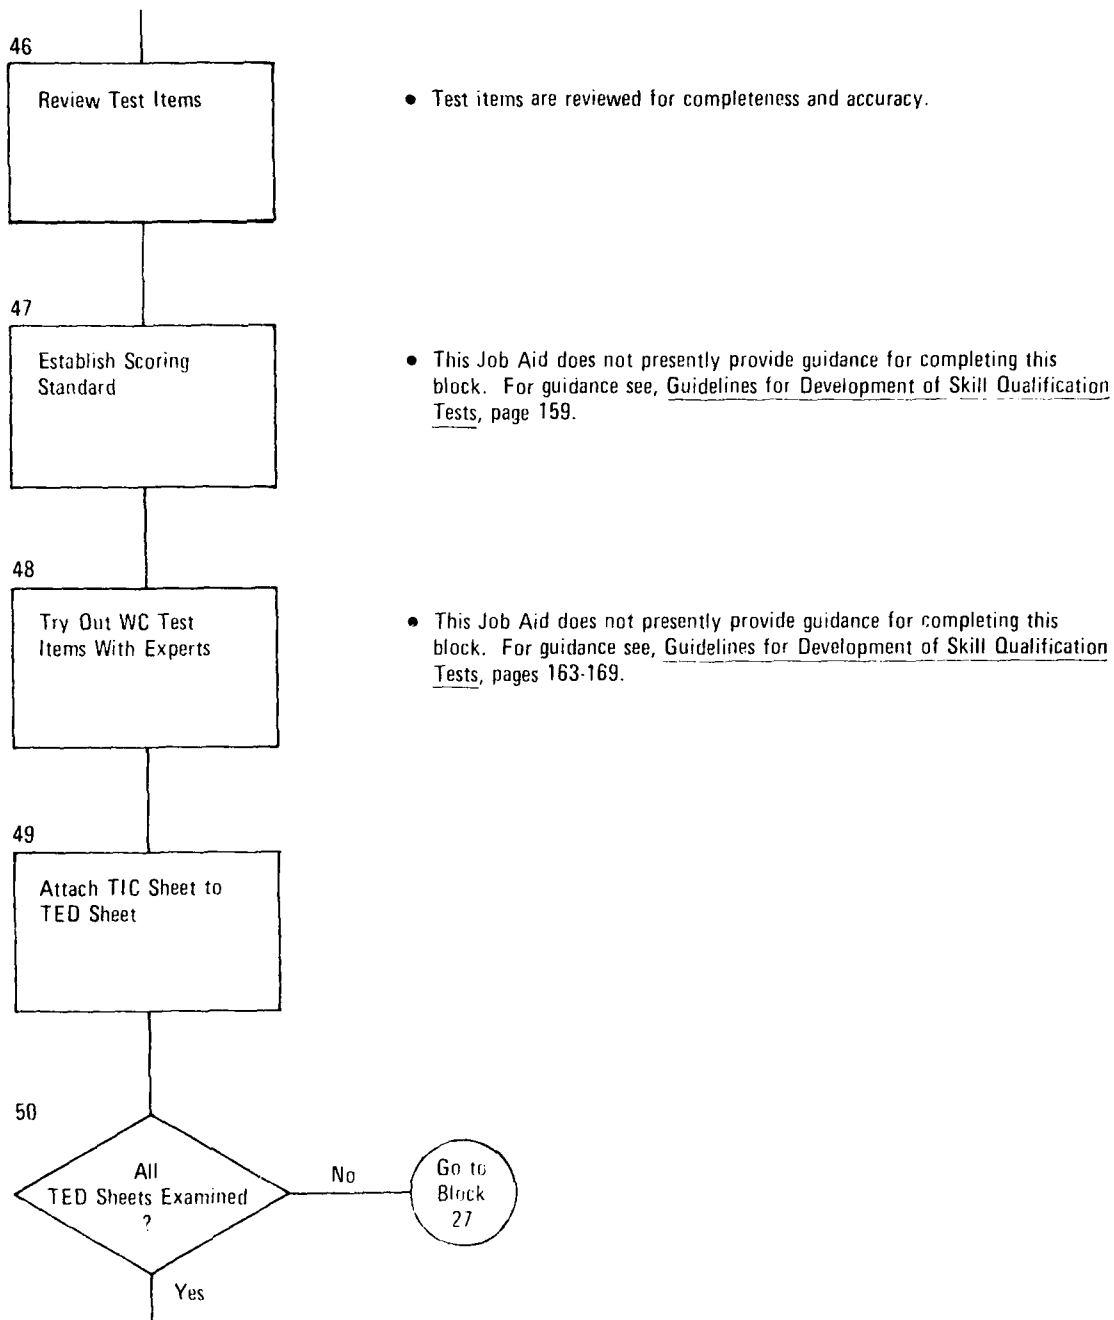 46
Review Test Items
• Test items are reviewed for completeness and accuracy.
47
Establish Scoring
Standard
• This Job Aid does not presently provide guidance for completing this
block. For guidance see, Guidelines for Development of Skill Qualification
Tests, page 159.
48
Try Out WC Test
Items With Experts
• This Job Aid does not presently provide guidance for completing this
block. For guidance see, Guidelines for Development of Skill Qualification
Tests, pages 163-169.
49
Attach TIC Sheet to
TED Sheet
50
All
TED Sheets Examined
?
No
Go to
Block
27
Yes